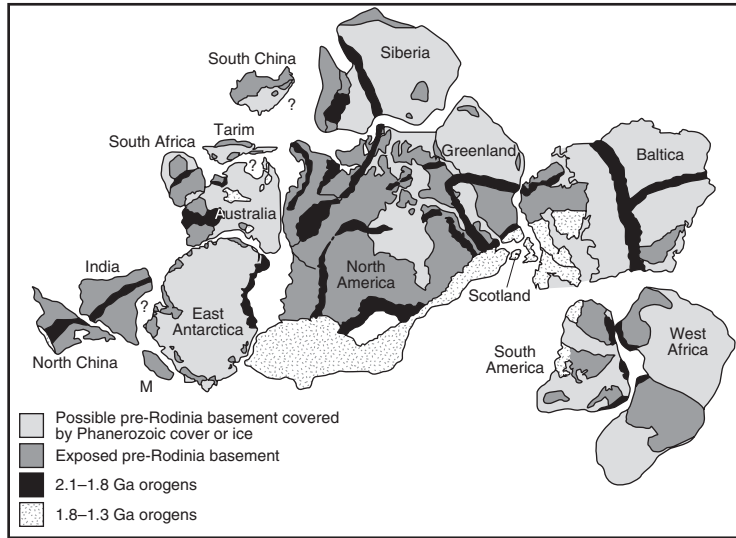 Siberia
South China
?
South Africa
Tarim
Greenland
Baltica
Australia
India
North
America
?
East
Antarctica
Scotland
North China
M
South
America
West
Africa
Possible pre-Rodinia basement covered
by Phanerozoic cover or ice
Exposed pre-Rodinia basement
2.1–1.8 Ga orogens
1.8–1.3 Ga orogens